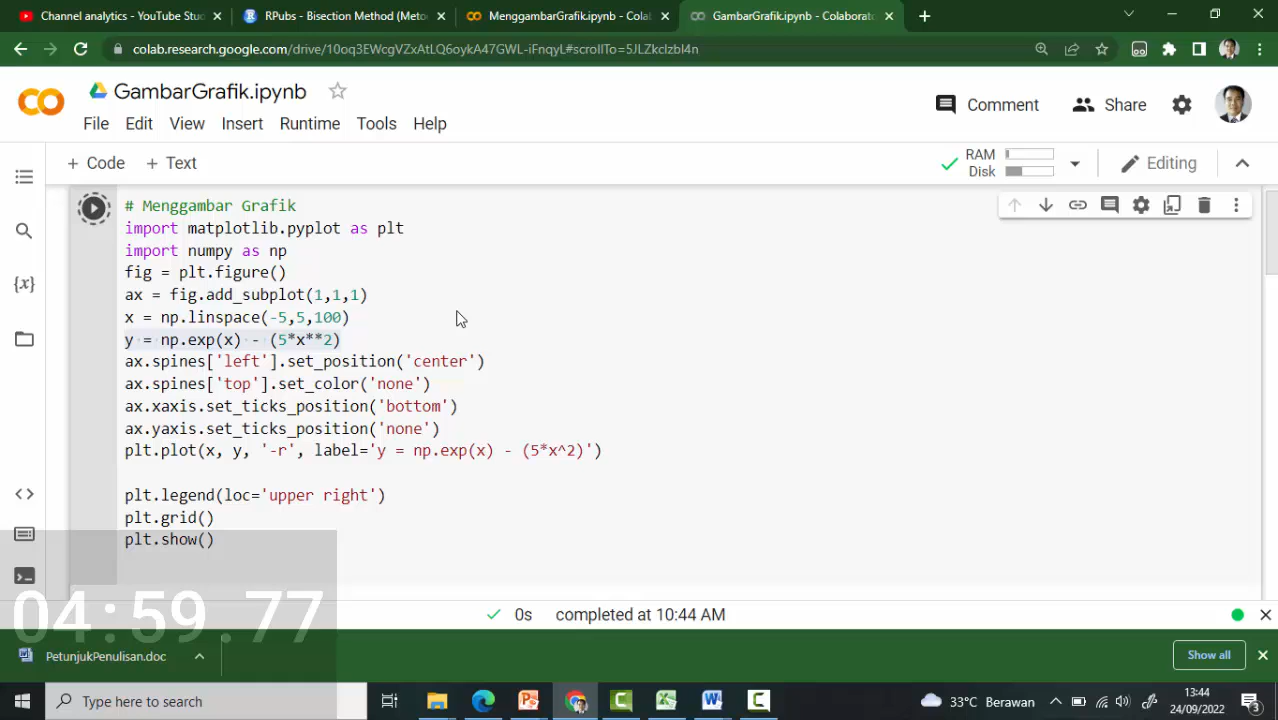 Channel analytics - YouTube Stu
RPubs - Bisection Method (Meto
MenggambarGrafik.ipynb - Colab
GambarGrafik.ipynb - Colaborato
colab.research.google.com/drive/10oq3EWcgVZxAtLQ6oykA47GWL-iFnqyL#scrollTo=5JLZkclzbl4n
GambarGrafik.ipynb
File Edit View Insert Runtime Tools Help
Comment Share
+ Code + Text
RAM
Disk
Editing
# Menggambar Grafik
import matplotlib.pyplot as plt
import numpy as np
fig = plt.figure()
ax = fig.add_subplot(1,1,1)
x = np.linspace(-5,5,100)
y = np.exp(x) - (5*x**2)
ax.spines['left'].set_position('center')
ax.spines['top'].set_color('none')
ax.xaxis.set_ticks_position('bottom')
ax.yaxis.set_ticks_position('none')
plt.plot(x, y, '-r', label='y = np.exp(x) - (5*x^2)')
plt.legend(loc='upper right')
plt.grid()
plt.show()
04:59.77
0s completed at 10:44 AM
PetunjukPenulisan.doc
Show all
Type here to search
33°C Berawan
13:44
24/09/2022
3